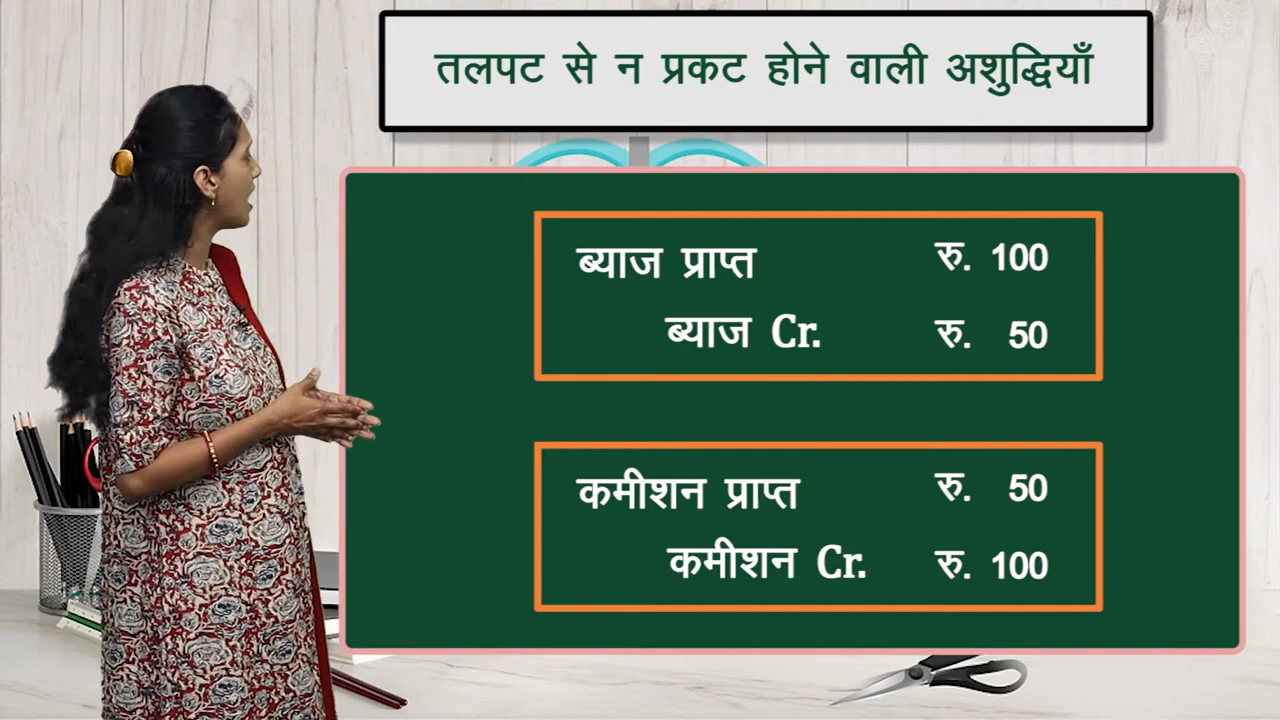 तलपट से न प्रकट होने वाली अशुद्धियाँ
ब्याज प्राप्त रु. 100
ब्याज Cr. रु. 50
कमीशन प्राप्त रु. 50
कमीशन Cr. रु. 100